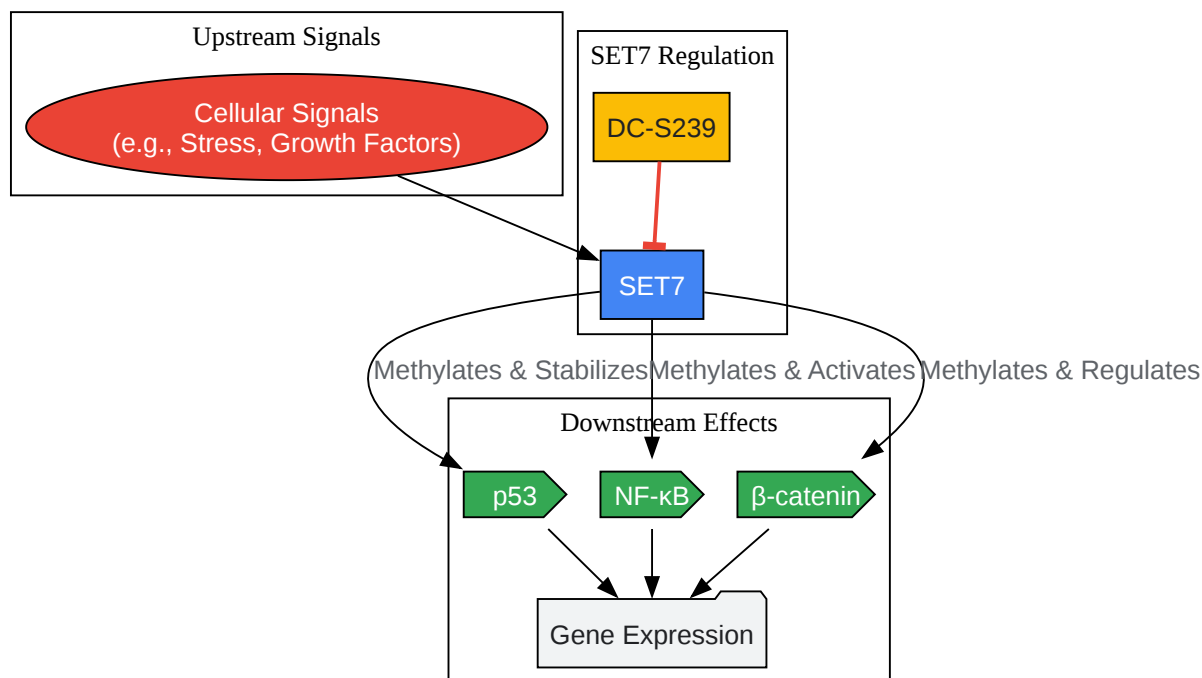 Upstream Signals
Cellular Signals
(e.g., Stress, Growth Factors)
SET7 Regulation
DC-S239
SET7
Methylates & Stabilizes
Methylates & Activates
Methylates & Regulates
Downstream Effects
p53
NF-κB
β-catenin
Gene Expression